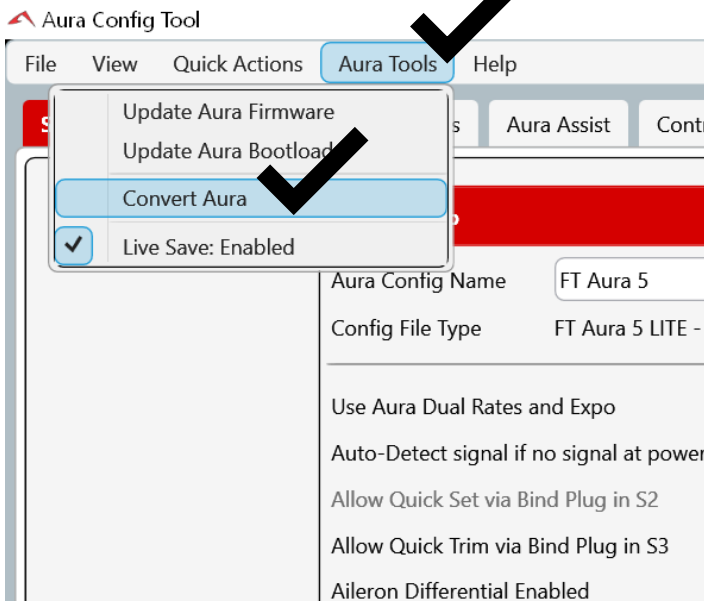 Aura Config Tool
File View Quick Actions Aura Tools Help
Aura Assist
Update Aura Firmware
Update Aura
Convert Aura
Live Save: Enabled
Aura Config Name FT Aura 5
Config File Type FT Aura 5 LITE -
Use Aura Dual Rates and Expo
Auto-Detect signal if no signal at power
Allow Quick Set via Bind Plug in S2
Allow Quick Trim via Bind Plug in S3
Aileron Differential Enabled